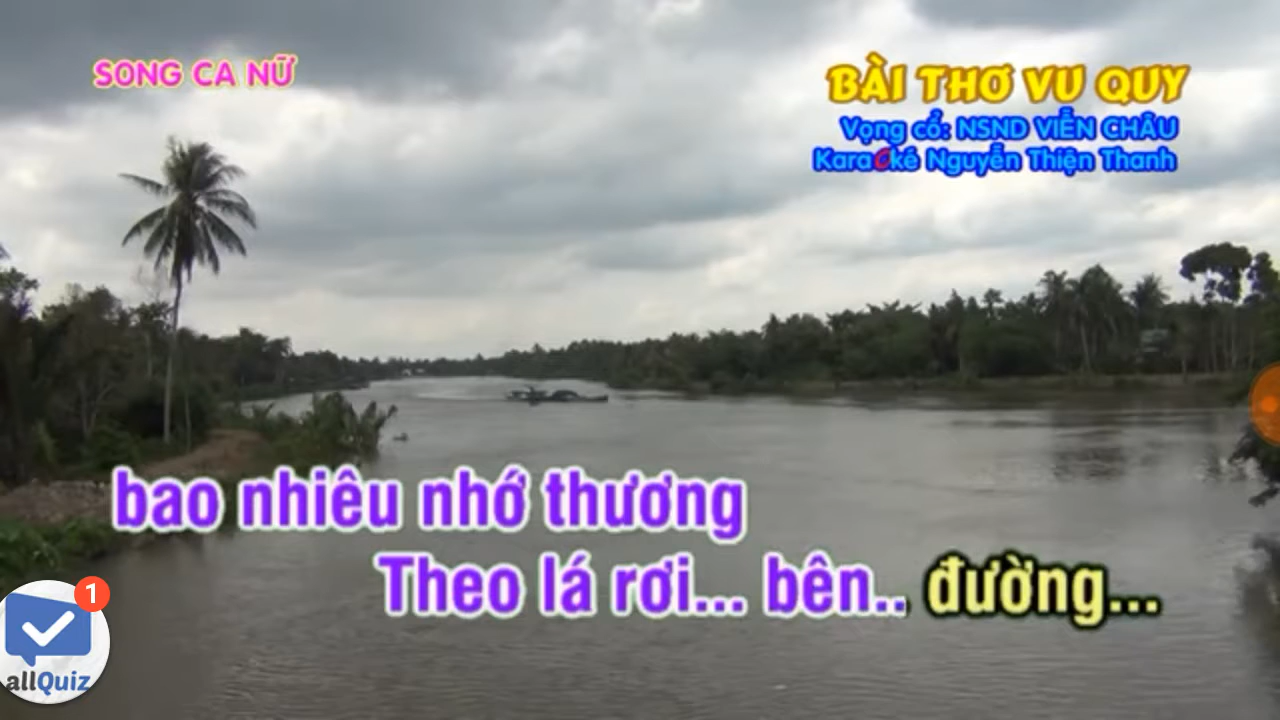 SONG CA NỮ
BÀI THƠ VU QUY
Vọng cổ: NSND VIỄN CHÂU
KaraOké Nguyễn Thiện Thanh
bao nhiêu nhớ thương
Theo lá rơi... bên.. đường...
1
allQuiz